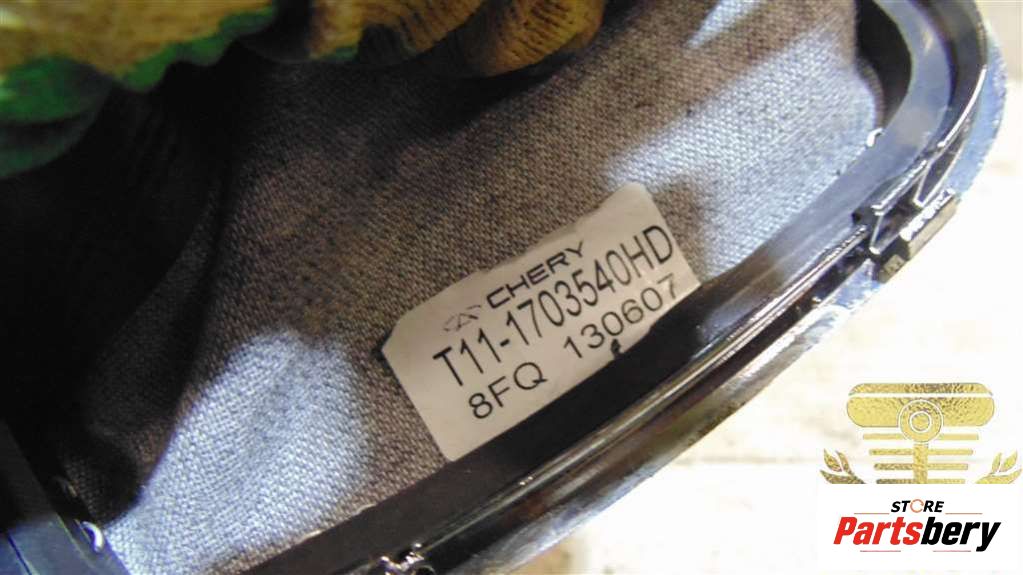 CHERY
T11-1703540HD
8FQ 130607
STORE
Partsbery